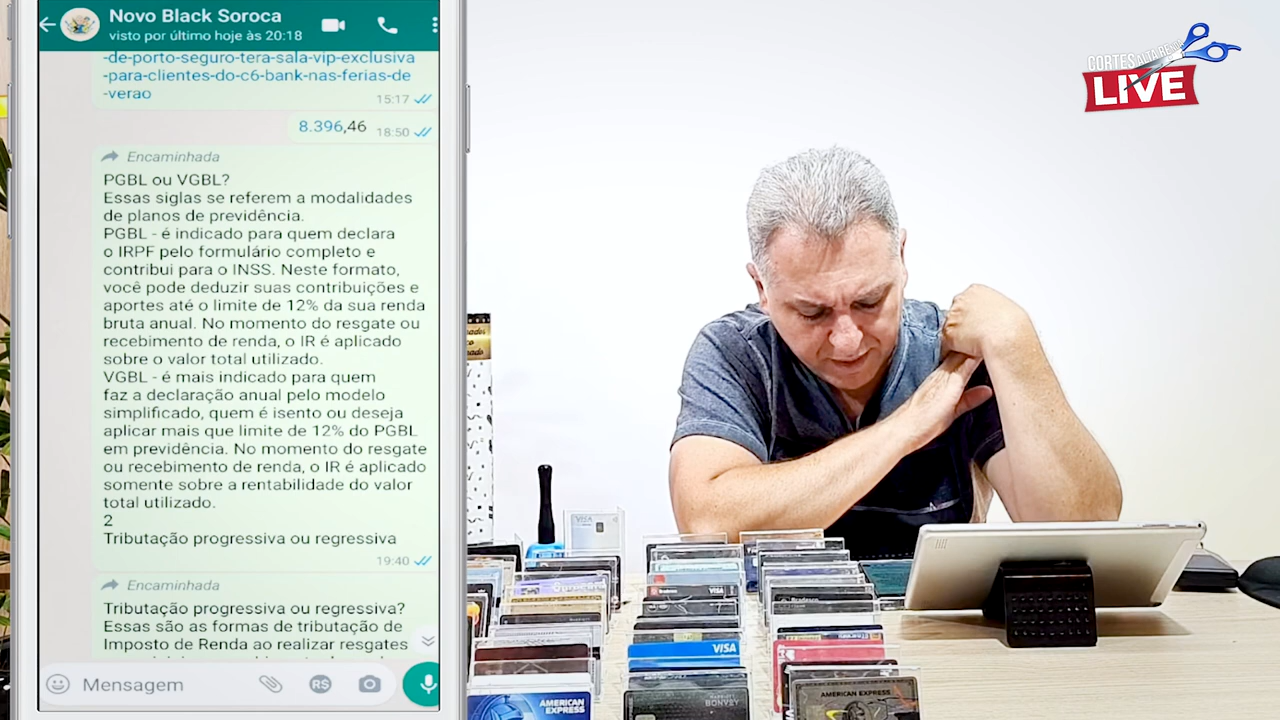 Novo Black Soroca
visto por último hoje às 20:18
-de-porto-seguro-tera-sala-vip-exclusiva
-para-clientes-do-c6-bank-nas-ferias-de
-verao
15:17
8.396,46
18:50
Encaminhada
PGBL ou VGBL?
Essas siglas se referem a modalidades
de planos de previdência.
PGBL - é indicado para quem declara
o IRPF pelo formulário completo e
contribui para o INSS. Neste formato,
você pode deduzir suas contribuições e
aportes até o limite de 12% da sua renda
bruta anual. No momento do resgate ou
recebimento de renda, o IR é aplicado
sobre o valor total utilizado.
VGBL - é mais indicado para quem
faz a declaração anual pelo modelo
simplificado, quem é isento ou deseja
aplicar mais que limite de 12% do PGBL
em previdência. No momento do resgate
ou recebimento de renda, o IR é aplicado
somente sobre a rentabilidade do valor
total utilizado.
2
Tributação progressiva ou regressiva
19:40
Encaminhada
Tributação progressiva ou regressiva?
Essas são as formas de tributação de
Imposto de Renda ao realizar resgates
Mensagem
R$
CORTES ALTA RENDA
LIVE
VISA
VISA
VISA
AMERICAN
EXPRESS
BONVEY
AMERICAN EXPRESS